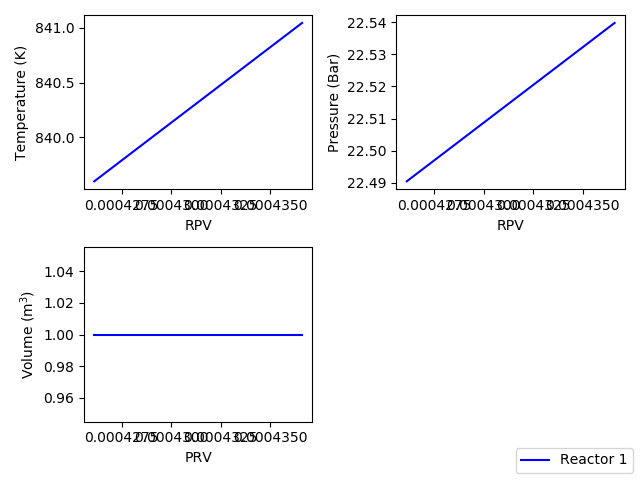 841.0
840.5
840.0
Temperature (K)
0.0004275 0.0004300 0.0004325 0.0004350
RPV
22.54
22.53
22.52
22.51
22.50
22.49
Pressure (Bar)
0.0004275 0.0004300 0.0004325 0.0004350
RPV
1.04
1.02
1.00
0.98
0.96
Volume (m³)
0.0004275 0.0004300 0.0004325 0.0004350
PRV
Reactor 1